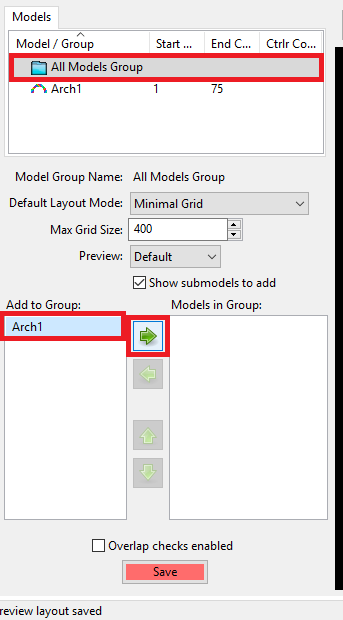 Models
Model / Group Start ... End C... Ctrlr Co...
All Models Group
Arch1 1 75
Model Group Name: All Models Group
Default Layout Mode: Minimal Grid
Max Grid Size: 400
Preview: Default
Show submodels to add
Add to Group: Models in Group:
Arch1
Overlap checks enabled
Save
review layout saved